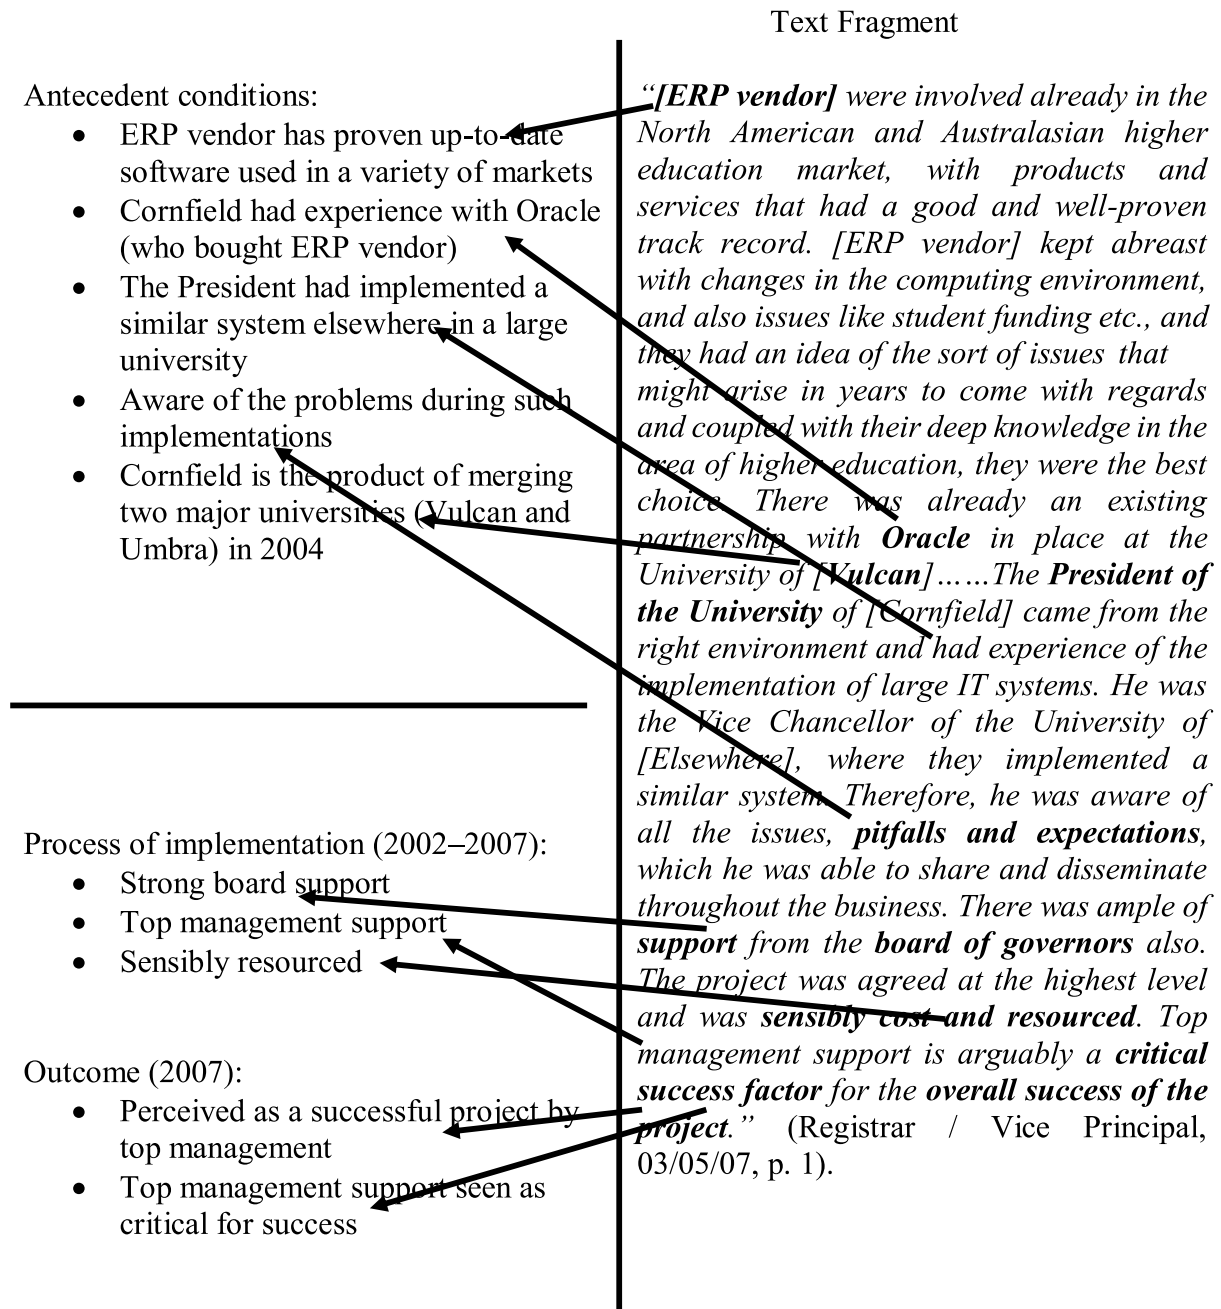 Text Fragment
Antecedent conditions:
• ERP vendor has proven up-to-date
software used in a variety of markets
• Cornfield had experience with Oracle
(who bought ERP vendor)
• The President had implemented a
similar system elsewhere in a large
university
• Aware of the problems during such
implementations
• Cornfield is the product of merging
two major universities (Vulcan and
Umbra) in 2004
Process of implementation (2002–2007):
• Strong board support
• Top management support
• Sensibly resourced
Outcome (2007):
• Perceived as a successful project by
top management
• Top management support seen as
critical for success
“[ERP vendor] were involved already in the
North American and Australasian higher
education market, with products and
services that had a good and well-proven
track record. [ERP vendor] kept abreast
with changes in the computing environment,
and also issues like student funding etc., and
they had an idea of the sort of issues that
might arise in years to come with regards
and coupled with their deep knowledge in the
area of higher education, they were the best
choice. There was already an existing
partnership with Oracle in place at the
University of [Vulcan]……The President of
the University of [Cornfield] came from the
right environment and had experience of the
implementation of large IT systems. He was
the Vice Chancellor of the University of
[Elsewhere], where they implemented a
similar system. Therefore, he was aware of
all the issues, pitfalls and expectations,
which he was able to share and disseminate
throughout the business. There was ample of
support from the board of governors also.
The project was agreed at the highest level
and was sensibly cost and resourced. Top
management support is arguably a critical
success factor for the overall success of the
project.” (Registrar / Vice Principal,
03/05/07, p. 1).